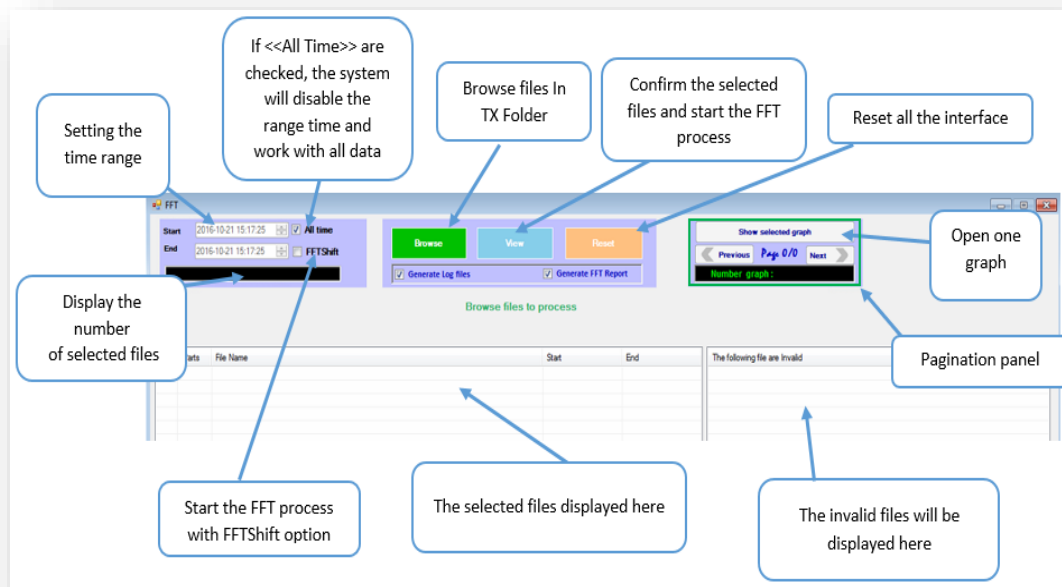 If <<All Time>> are
checked, the system
will disable the
range time and
work with all data
Browse files In
TX Folder
Confirm the selected
files and start the FFT
process
Reset all the interface
Setting the
time range
FFT
Start 2016-10-21 15:17:25 All time
End 2016-10-21 15:17:25 FFTShift
Browse View Reset
Generate Log files Generate FFT Report
Show selected graph
Previous Page 0/0 Next
Number graph :
Open one
graph
Display the
number
of selected files
Browse files to process
Pagination panel
File Name Start End
The following file are Invalid
Start the FFT process
with FFTShift option
The selected files displayed here
The invalid files will be
displayed here